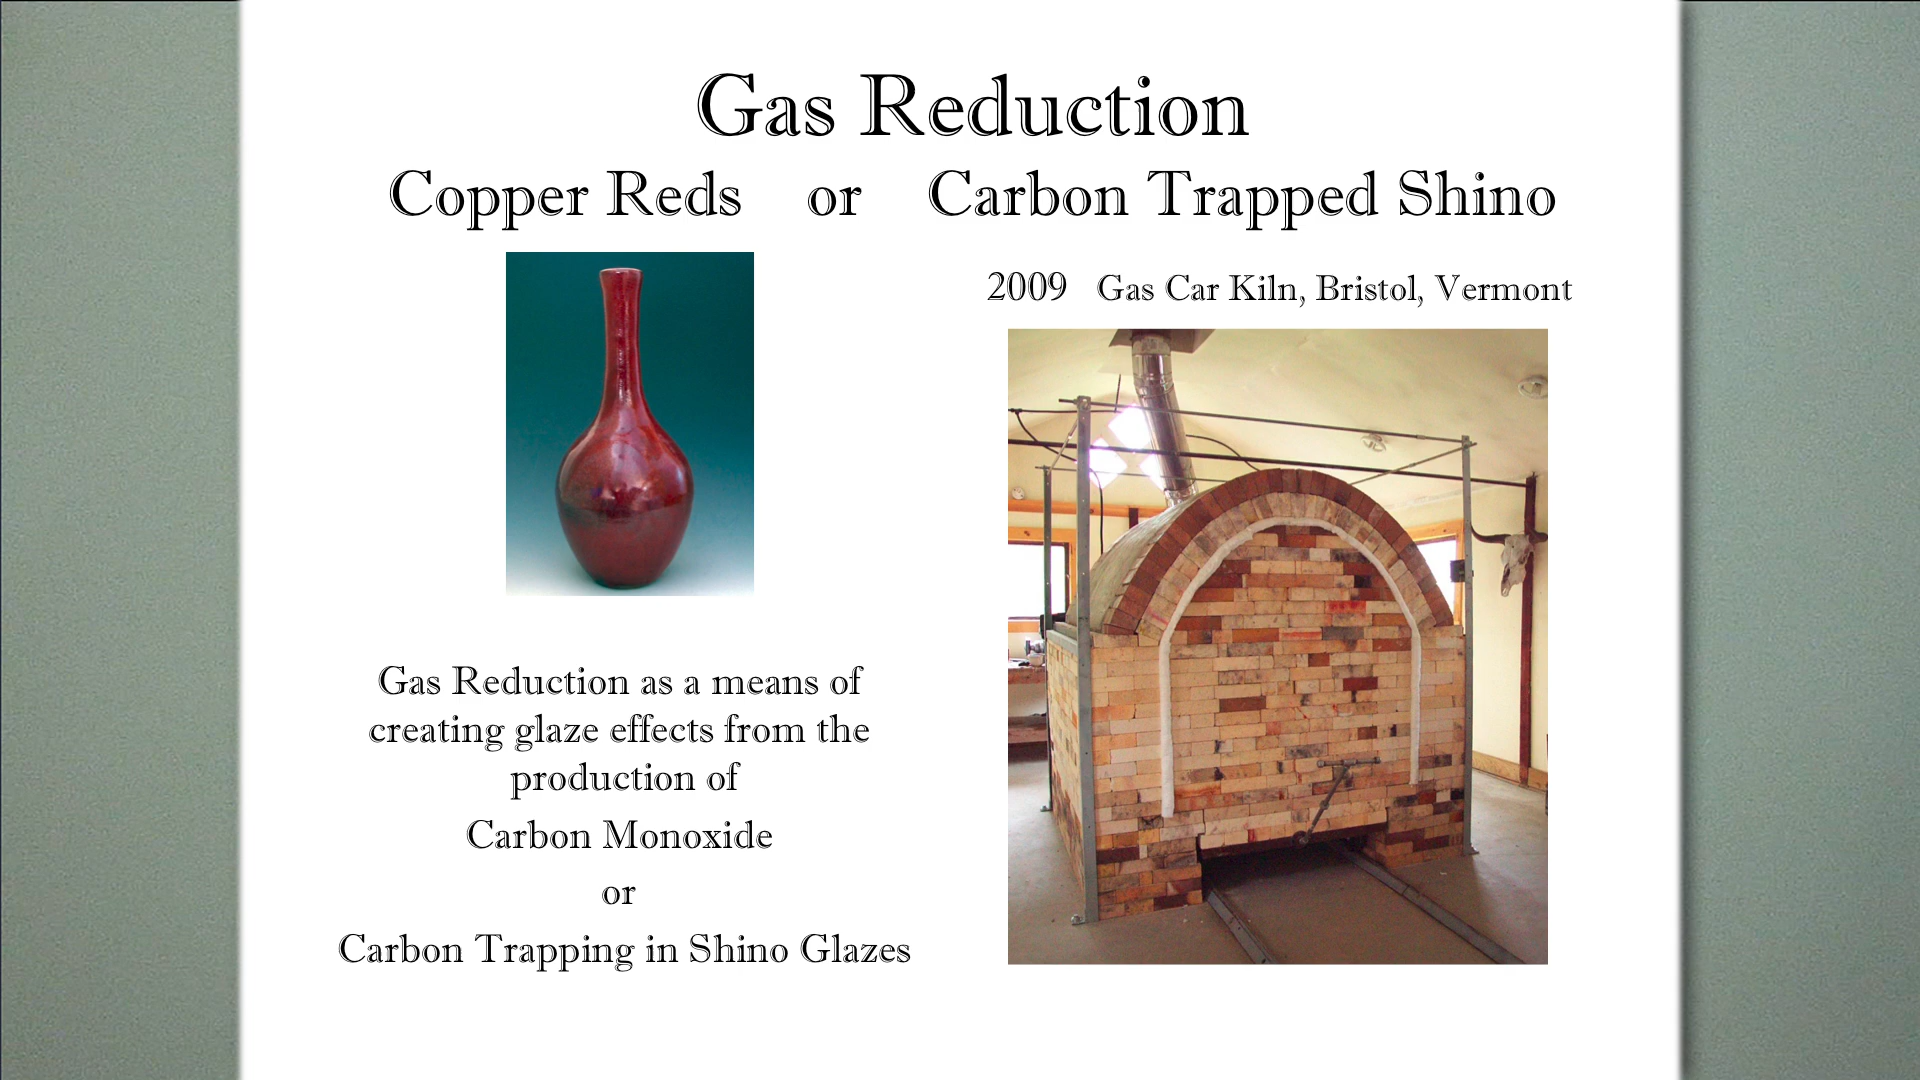 Gas Reduction
Copper Reds or Carbon Trapped Shino
2009 Gas Car Kiln, Bristol, Vermont
Gas Reduction as a means of
creating glaze effects from the
production of
Carbon Monoxide
or
Carbon Trapping in Shino Glazes